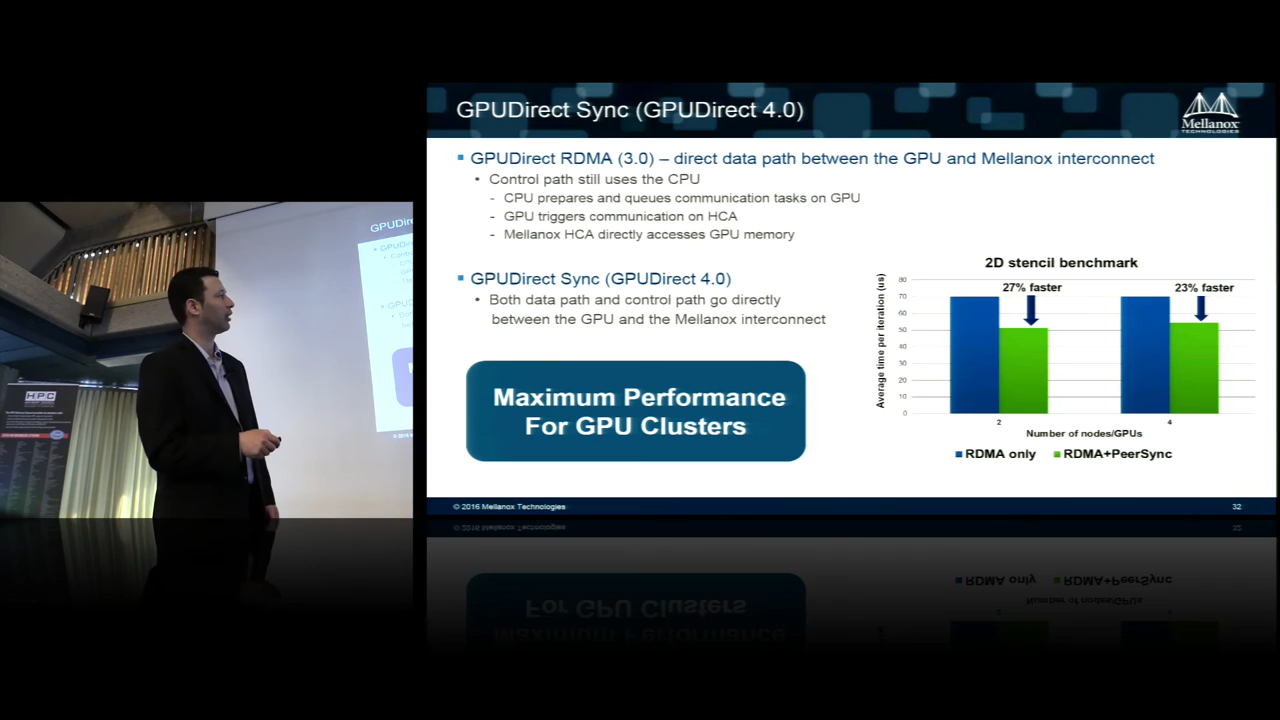 GPUDirect Sync (GPUDirect 4.0)
Mellanox
TECHNOLOGIES
GPUDirect RDMA (3.0) – direct data path between the GPU and Mellanox interconnect
Control path still uses the CPU
- CPU prepares and queues communication tasks on GPU
- GPU triggers communication on HCA
- Mellanox HCA directly accesses GPU memory
GPUDirect Sync (GPUDirect 4.0)
Both data path and control path go directly
between the GPU and the Mellanox interconnect
Maximum Performance
For GPU Clusters
2D stencil benchmark
Average time per iteration (us)
80
70
60
50
40
30
20
10
0
27% faster
23% faster
2
4
Number of nodes/GPUs
RDMA only
RDMA+PeerSync
© 2016 Mellanox Technologies
32
HPC
GPUDire